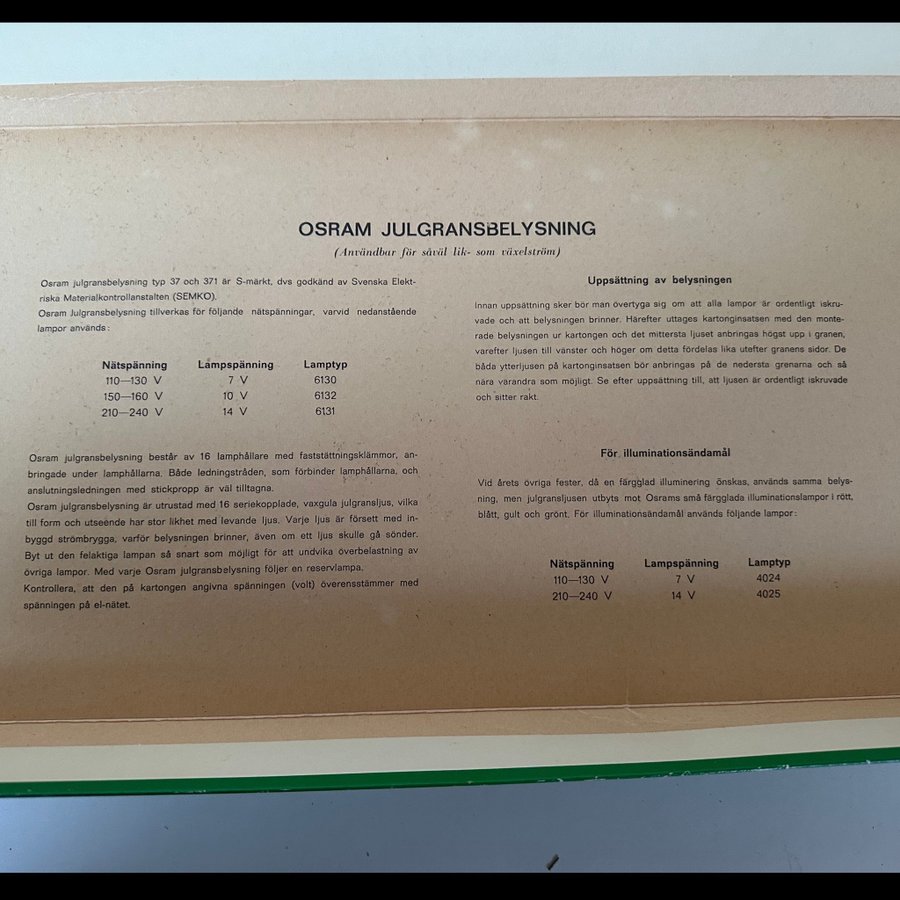 OSRAM JULGRANSBELYSNING
(Användbar för såväl lik- som växelström)
Osram julgransbelysning typ 37 och 371 är S-märkt, dvs godkänd av Svenska Elekt-
riska Materialkontrollanstalten (SEMKO).
Osram Julgransbelysning tillverkas för följande nätspänningar, varvid nedanstående
lampor används:
Nätspänning Lampspänning Lamptyp
110—130 V 7 V 6130
150—160 V 10 V 6132
210—240 V 14 V 6131
Osram julgransbelysning består av 16 lamphållare med fastsättningsklämmor, an-
bringade under lamphållarna. Både ledningstråden, som förbinder lamphållarna, och
anslutningsledningen med stickpropp är väl tilltagna.
Osram julgransbelysning är utrustad med 16 seriekopplade, vaxgula julgransljus, vilka
till form och utseende har stor likhet med levande ljus. Varje ljus är försett med in-
byggd strömbrygga, varför belysningen brinner, även om ett ljus skulle gå sönder.
Byt ut den felaktiga lampan så snart som möjligt för att undvika överbelastning av
övriga lampor. Med varje Osram julgransbelysning följer en reservlampa.
Kontrollera, att den på kartongen angivna spänningen (volt) överensstämmer med
spänningen på el-nätet.
Uppsättning av belysningen
Innan uppsättning sker bör man övertyga sig om att alla lampor är ordentligt iskru-
vade och att belysningen brinner. Härefter uttages kartonginsatsen med den monte-
rade belysningen ur kartongen och det mittersta ljuset anbringas högst upp i granen,
varefter ljusen till vänster och höger om detta fördelas lika utefter granens sidor. De
båda ytterljusen på kartonginsatsen bör anbringas på de nedersta grenarna och så
nära varandra som möjligt. Se efter uppsättning till, att ljusen är ordentligt iskruvade
och sitter rakt.
För illuminationsändamål
Vid årets övriga fester, då en färgglad illuminering önskas, används samma belys-
ning, men julgransljusen utbyts mot Osrams små färgglada illuminationslampor i rött,
blått, gult och grönt. För illuminationsändamål används följande lampor:
Nätspänning Lampspänning Lamptyp
110—130 V 7 V 4024
210—240 V 14 V 4025